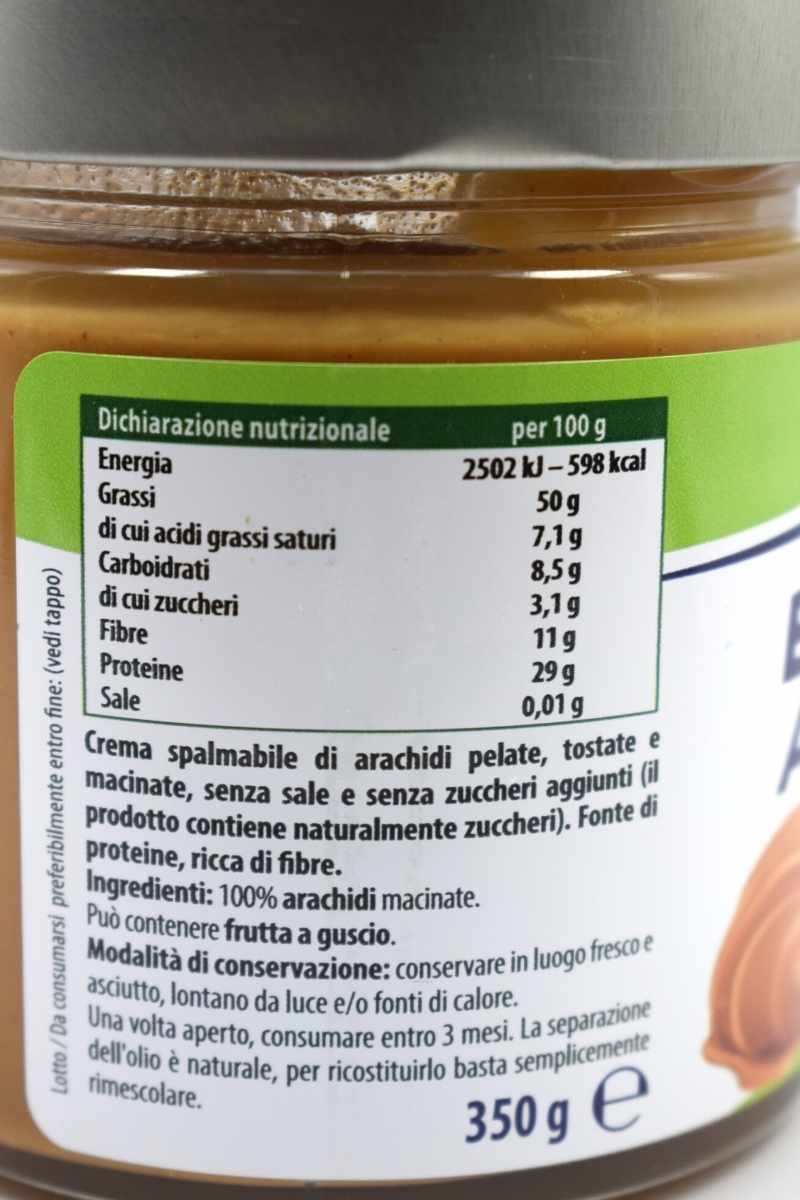 Dichiarazione nutrizionale per 100 g
Energia 2502 kJ – 598 kcal
Grassi 50 g
di cui acidi grassi saturi 7,1 g
Carboidrati 8,5 g
di cui zuccheri 3,1 g
Fibre 11 g
Proteine 29 g
Sale 0,01 g
Crema spalmabile di arachidi pelate, tostate e
macinate, senza sale e senza zuccheri aggiunti (il
prodotto contiene naturalmente zuccheri). Fonte di
proteine, ricca di fibre.
Ingredienti: 100% arachidi macinate.
Può contenere frutta a guscio.
Modalità di conservazione: conservare in luogo fresco e
asciutto, lontano da luce e/o fonti di calore.
Una volta aperto, consumare entro 3 mesi. La separazione
dell'olio è naturale, per ricostituirlo basta semplicemente
rimescolare.
350 g e
Lotto / Da consumarsi preferibilmente entro fine: (vedi tappo)